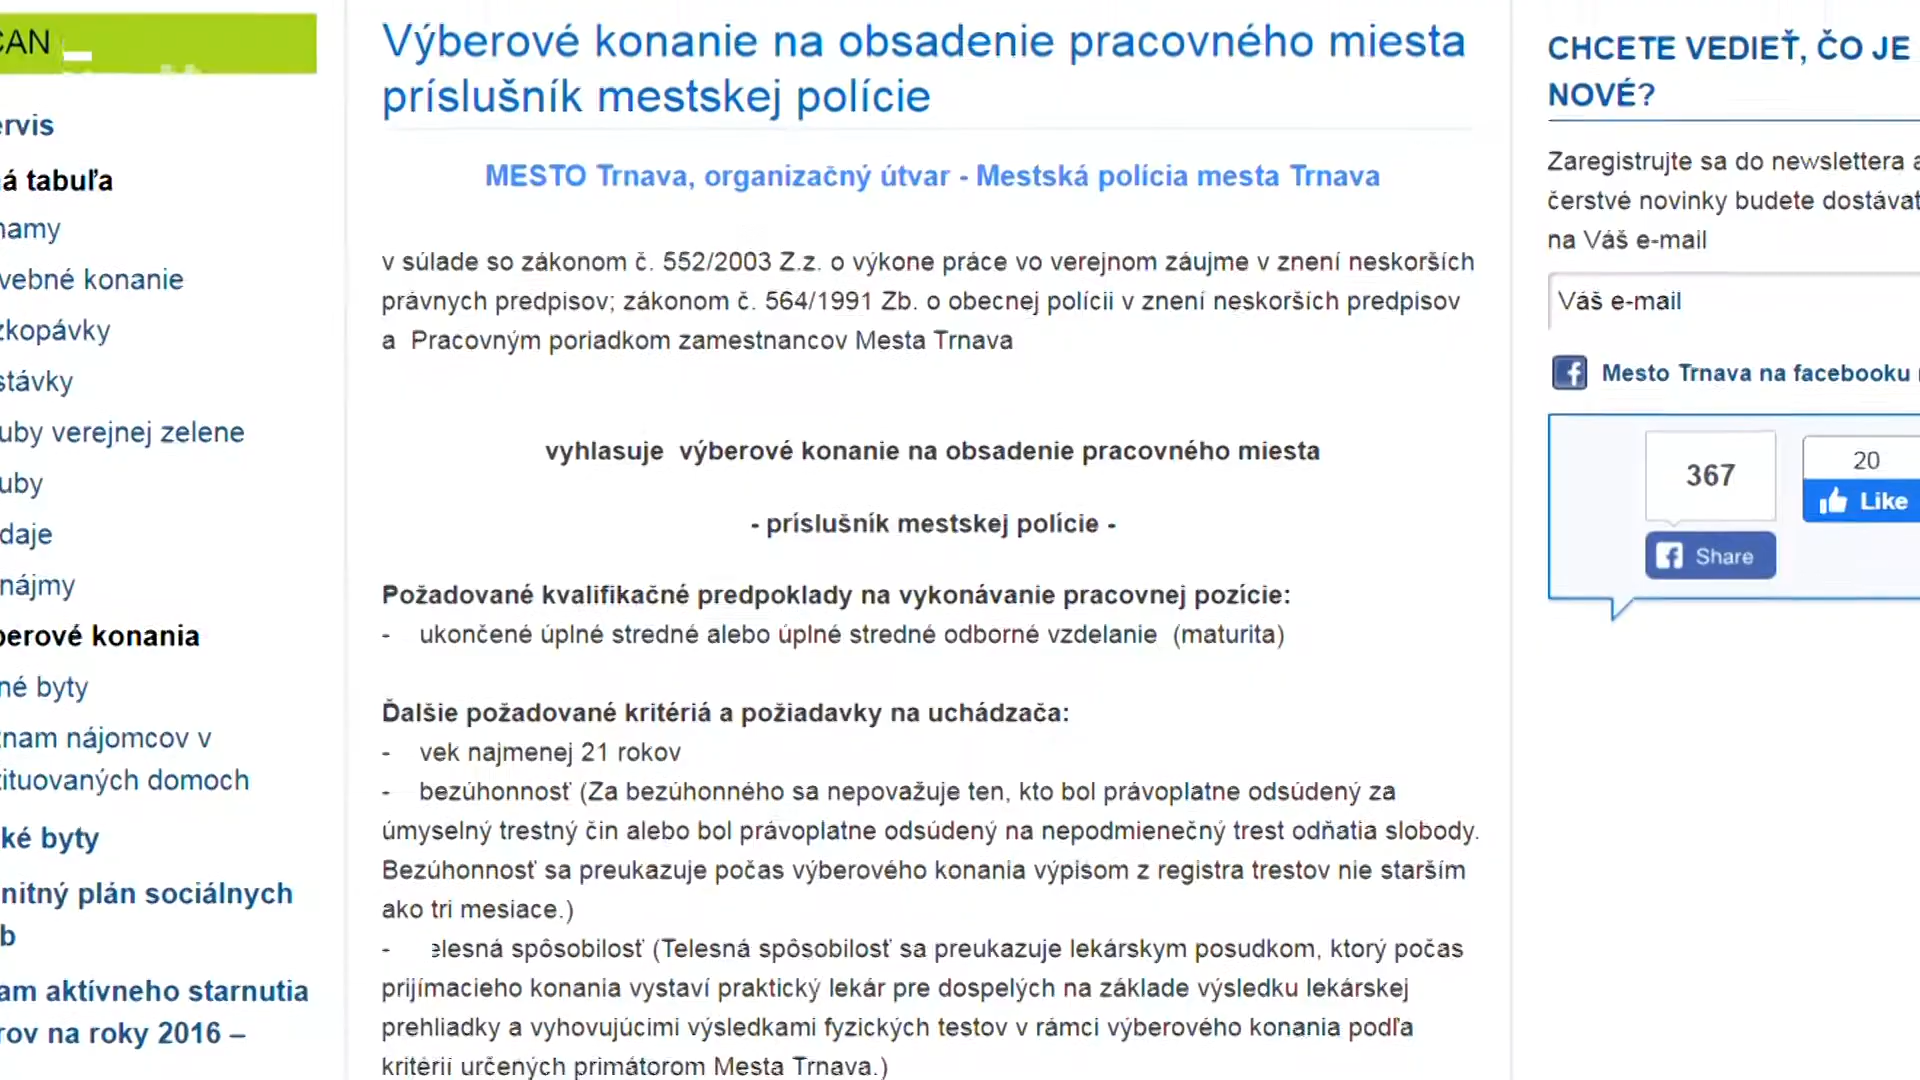 Výberové konanie na obsadenie pracovného miesta
príslušník mestskej polície
MESTO Trnava, organizačný útvar - Mestská polícia mesta Trnava
v súlade so zákonom č. 552/2003 Z.z. o výkone práce vo verejnom záujme v znení neskorších
právnych predpisov; zákonom č. 564/1991 Zb. o obecnej polícii v znení neskorších predpisov
a Pracovným poriadkom zamestnancov Mesta Trnava
vyhlasuje výberové konanie na obsadenie pracovného miesta
- príslušník mestskej polície -
Požadované kvalifikačné predpoklady na vykonávanie pracovnej pozície:
- ukončené úplné stredné alebo úplné stredné odborné vzdelanie (maturita)
Ďalšie požadované kritériá a požiadavky na uchádzača:
- vek najmenej 21 rokov
- bezúhonnosť (Za bezúhonného sa nepovažuje ten, kto bol právoplatne odsúdený za
úmyselný trestný čin alebo bol právoplatne odsúdený na nepodmienečný trest odňatia slobody.
Bezúhonnosť sa preukazuje počas výberového konania výpisom z registra trestov nie starším
ako tri mesiace.)
- elesná spôsobilosť (Telesná spôsobilosť sa preukazuje lekárskym posudkom, ktorý počas
prijímacieho konania vystaví praktický lekár pre dospelých na základe výsledku lekárskej
prehliadky a vyhovujúcimi výsledkami fyzických testov v rámci výberového konania podľa
kritérií určených primátorom Mesta Trnava.)
CAN
ervis
á tabuľa
namy
vebné konanie
zkopávky
stávky
uby verejnej zelene
uby
daje
nájmy
berové konania
né byty
znam nájomcov v
tituovaných domoch
ké byty
nitný plán sociálnych
b
am aktívneho starnutia
rov na roky 2016 –
CHCETE VEDIEŤ, ČO JE
NOVÉ?
Zaregistrujte sa do newslettera a
čerstvé novinky budete dostávať
na Váš e-mail
Váš e-mail
Mesto Trnava na facebooku
367
20
Like
Share